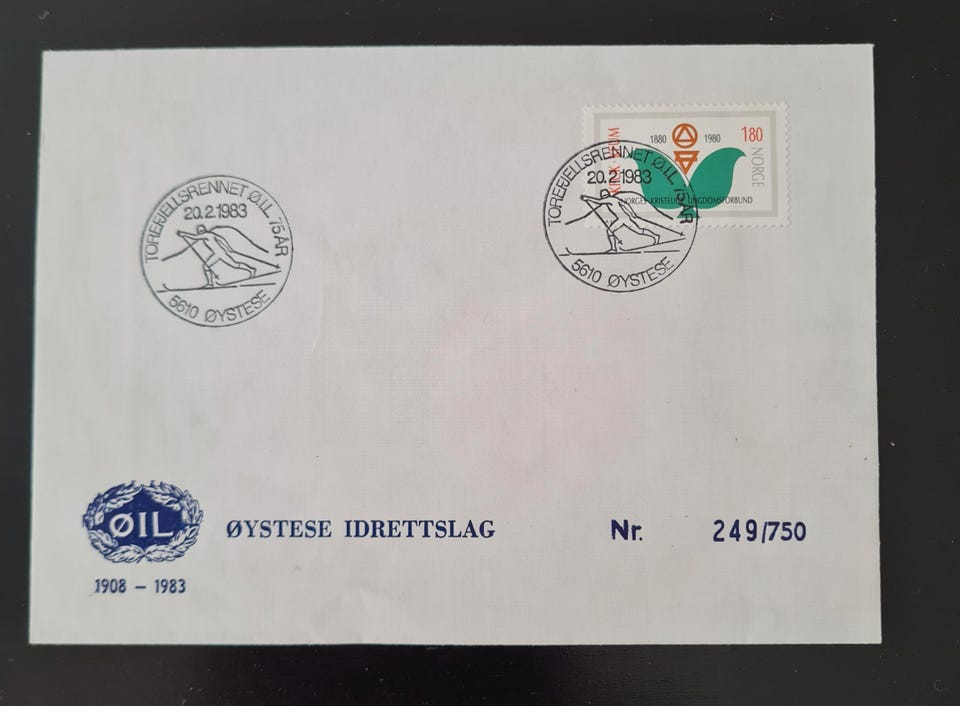 TOREFJELLSRENNET ØIL 75 ÅR
20.2.1983
5610 ØYSTESE
1880 1980 180
NORGE
NORGES KRISTELIGE UNGDOMSFORBUND
TOREFJELLSRENNET ØIL 75 ÅR
20.2.1983
5610 ØYSTESE
ØIL
1908 – 1983
ØYSTESE IDRETTSLAG
Nr. 249/750